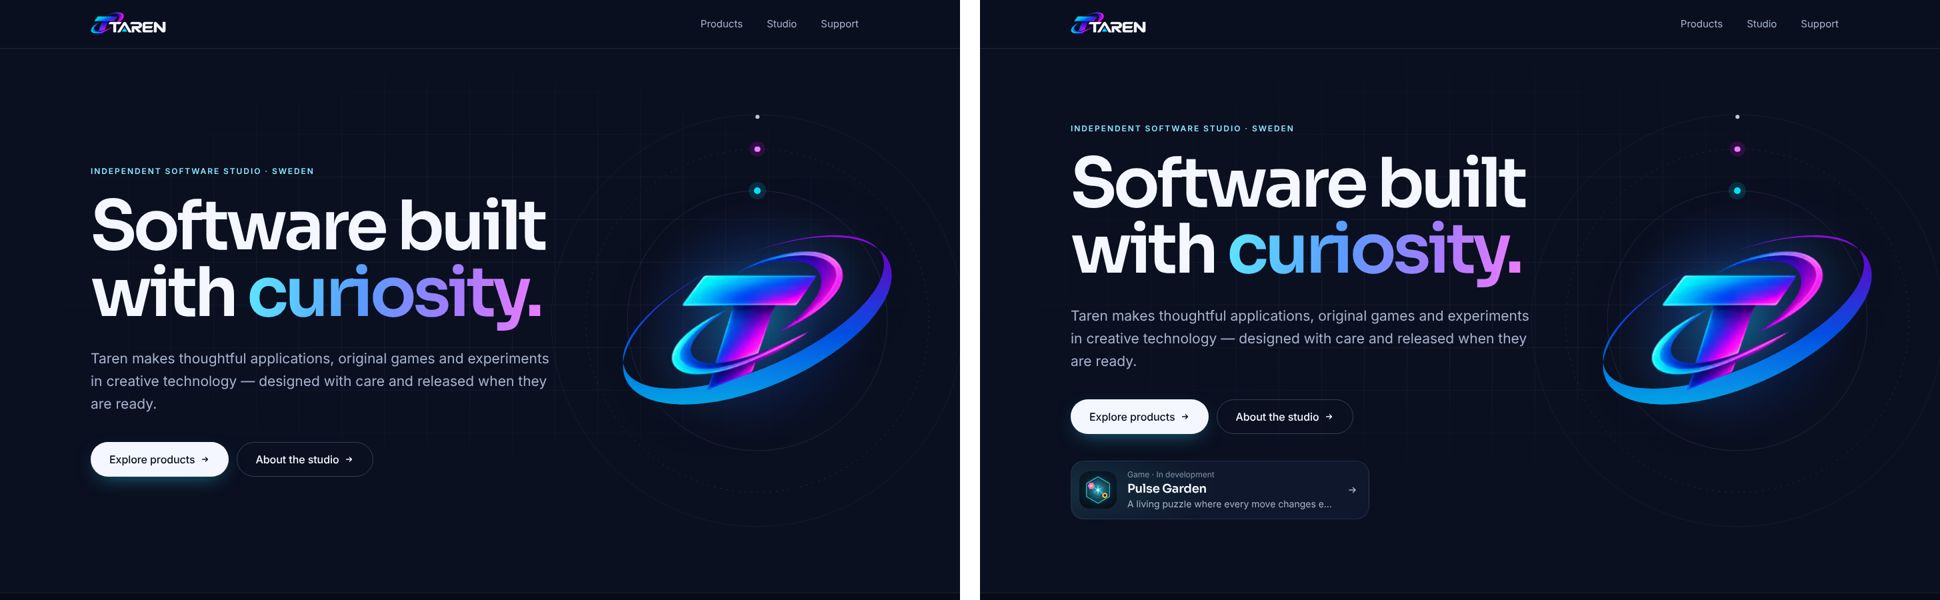 TAREN
Products Studio Support
INDEPENDENT SOFTWARE STUDIO · SWEDEN
Software built
with curiosity.
Taren makes thoughtful applications, original games and experiments
in creative technology — designed with care and released when they
are ready.
Explore products → About the studio →
TAREN
Products Studio Support
INDEPENDENT SOFTWARE STUDIO · SWEDEN
Software built
with curiosity.
Taren makes thoughtful applications, original games and experiments
in creative technology — designed with care and released when they
are ready.
Explore products → About the studio →
Game · In development
Pulse Garden
A living puzzle where every move changes e...
→